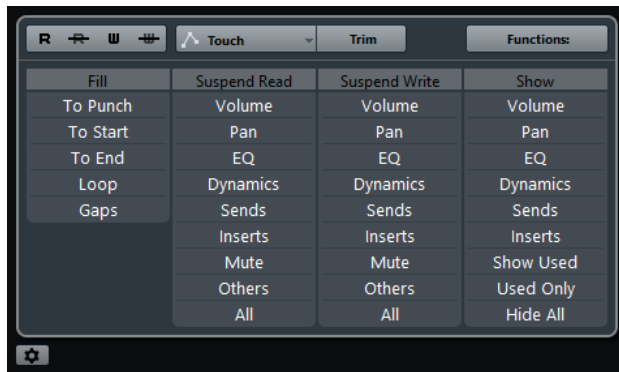 R R W W Touch Trim Functions:
Fill Suspend Read Suspend Write Show
To Punch Volume Volume Volume
To Start Pan Pan Pan
To End EQ EQ EQ
Loop Dynamics Dynamics Dynamics
Gaps Sends Sends Sends
Inserts Inserts Inserts
Mute Mute Show Used
Others Others Used Only
All All Hide All